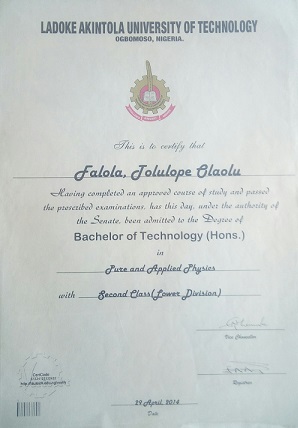 LADOKE AKINTOLA UNIVERSITY OF TECHNOLOGY
OGBOMOSO, NIGERIA.
This is to certify that
Falola, Tolulope Olaolu
Having completed an approved course of study and passed
the prescribed examinations, has this day, under the authority of
the Senate, been admitted to the Degree of
Bachelor of Technology (Hons.)
in
Pure and Applied Physics
with Second Class (Lower Division)
Vice Chancellor
Registrar
CertCode
29 April, 2014
Date